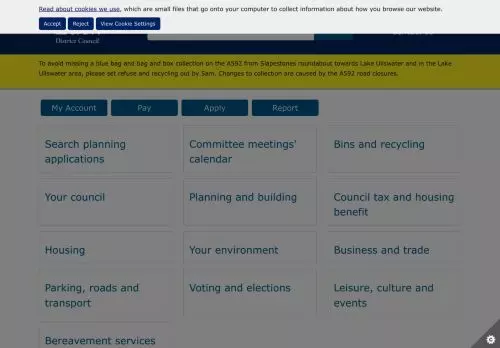 Read about cookies we use, which are small files that go onto your computer to collect information about how you browse our website.
Accept Reject View Cookie Settings
District Council
To avoid missing a blue bag and bag and box collection on the A592 from Slapestones roundabout towards Lake Ullswater and in the Lake
Ullswater area, please set refuse and recycling out by 5am. Changes to collection are caused by the A592 road closures.
My Account Pay Apply Report
Search planning
applications
Committee meetings'
calendar
Bins and recycling
Your council
Planning and building
Council tax and housing
benefit
Housing
Your environment
Business and trade
Parking, roads and
transport
Voting and elections
Leisure, culture and
events
Bereavement services